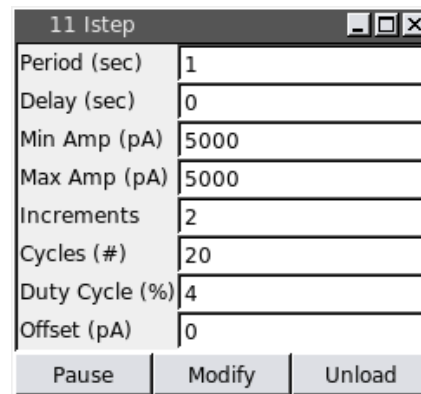 11 Istep
Period (sec) 1
Delay (sec) 0
Min Amp (pA) 5000
Max Amp (pA) 5000
Increments 2
Cycles (#) 20
Duty Cycle (%) 4
Offset (pA) 0
Pause Modify Unload